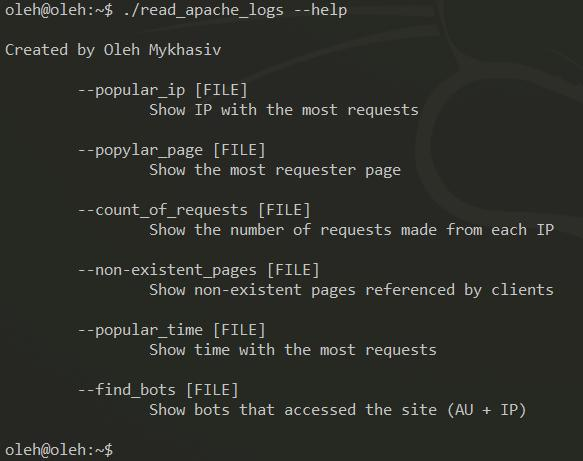 oleh@oleh:~$ ./read_apache_logs --help
Created by Oleh Mykhasiv
--popular_ip [FILE]
Show IP with the most requests
--popylar_page [FILE]
Show the most requester page
--count_of_requests [FILE]
Show the number of requests made from each IP
--non-existent_pages [FILE]
Show non-existent pages referenced by clients
--popular_time [FILE]
Show time with the most requests
--find_bots [FILE]
Show bots that accessed the site (AU + IP)
oleh@oleh:~$